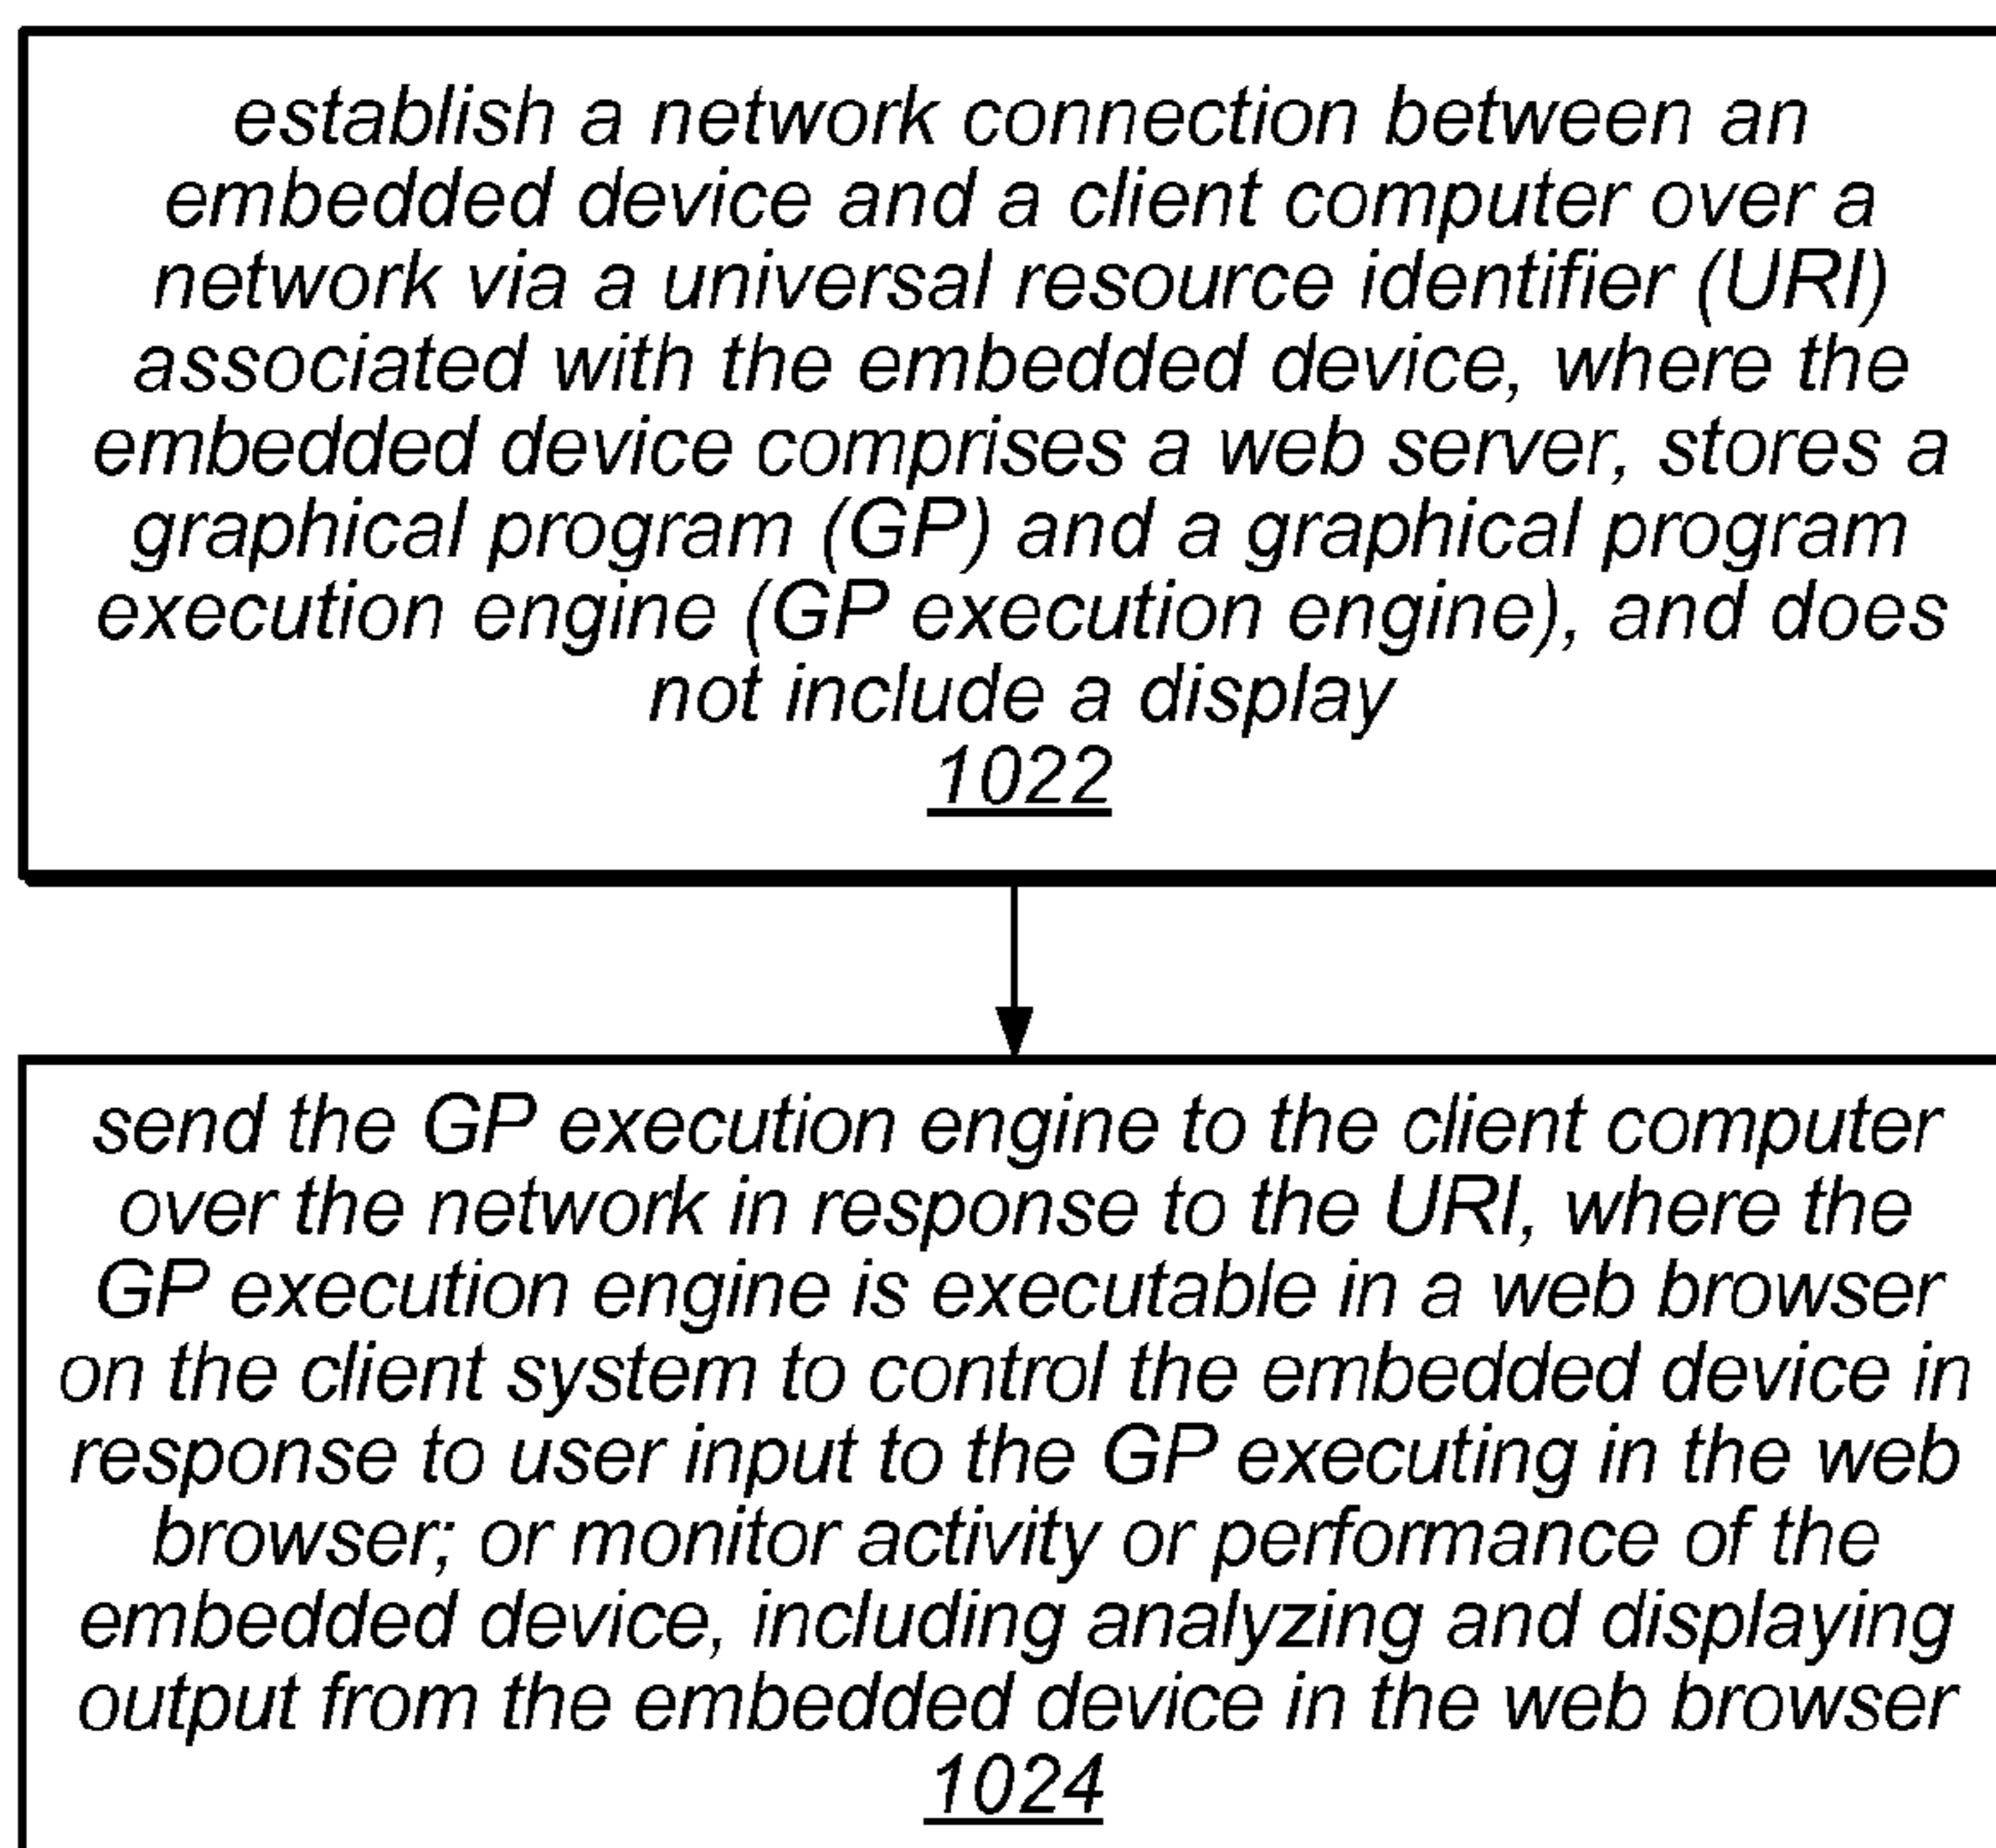 establish a network connection between an
embedded device and a client computer over a
network via a universal resource identifier (URI)
associated with the embedded device, where the
embedded device comprises a web server, stores a
graphical program (GP) and a graphical program
execution engine (GP execution engine), and does
not include a display
1022
send the GP execution engine to the client computer
over the network in response to the URI, where the
GP execution engine is executable in a web browser
on the client system to control the embedded device in
response to user input to the GP executing in the web
browser; or monitor activity or performance of the
embedded device, including analyzing and displaying
output from the embedded device in the web browser
1024